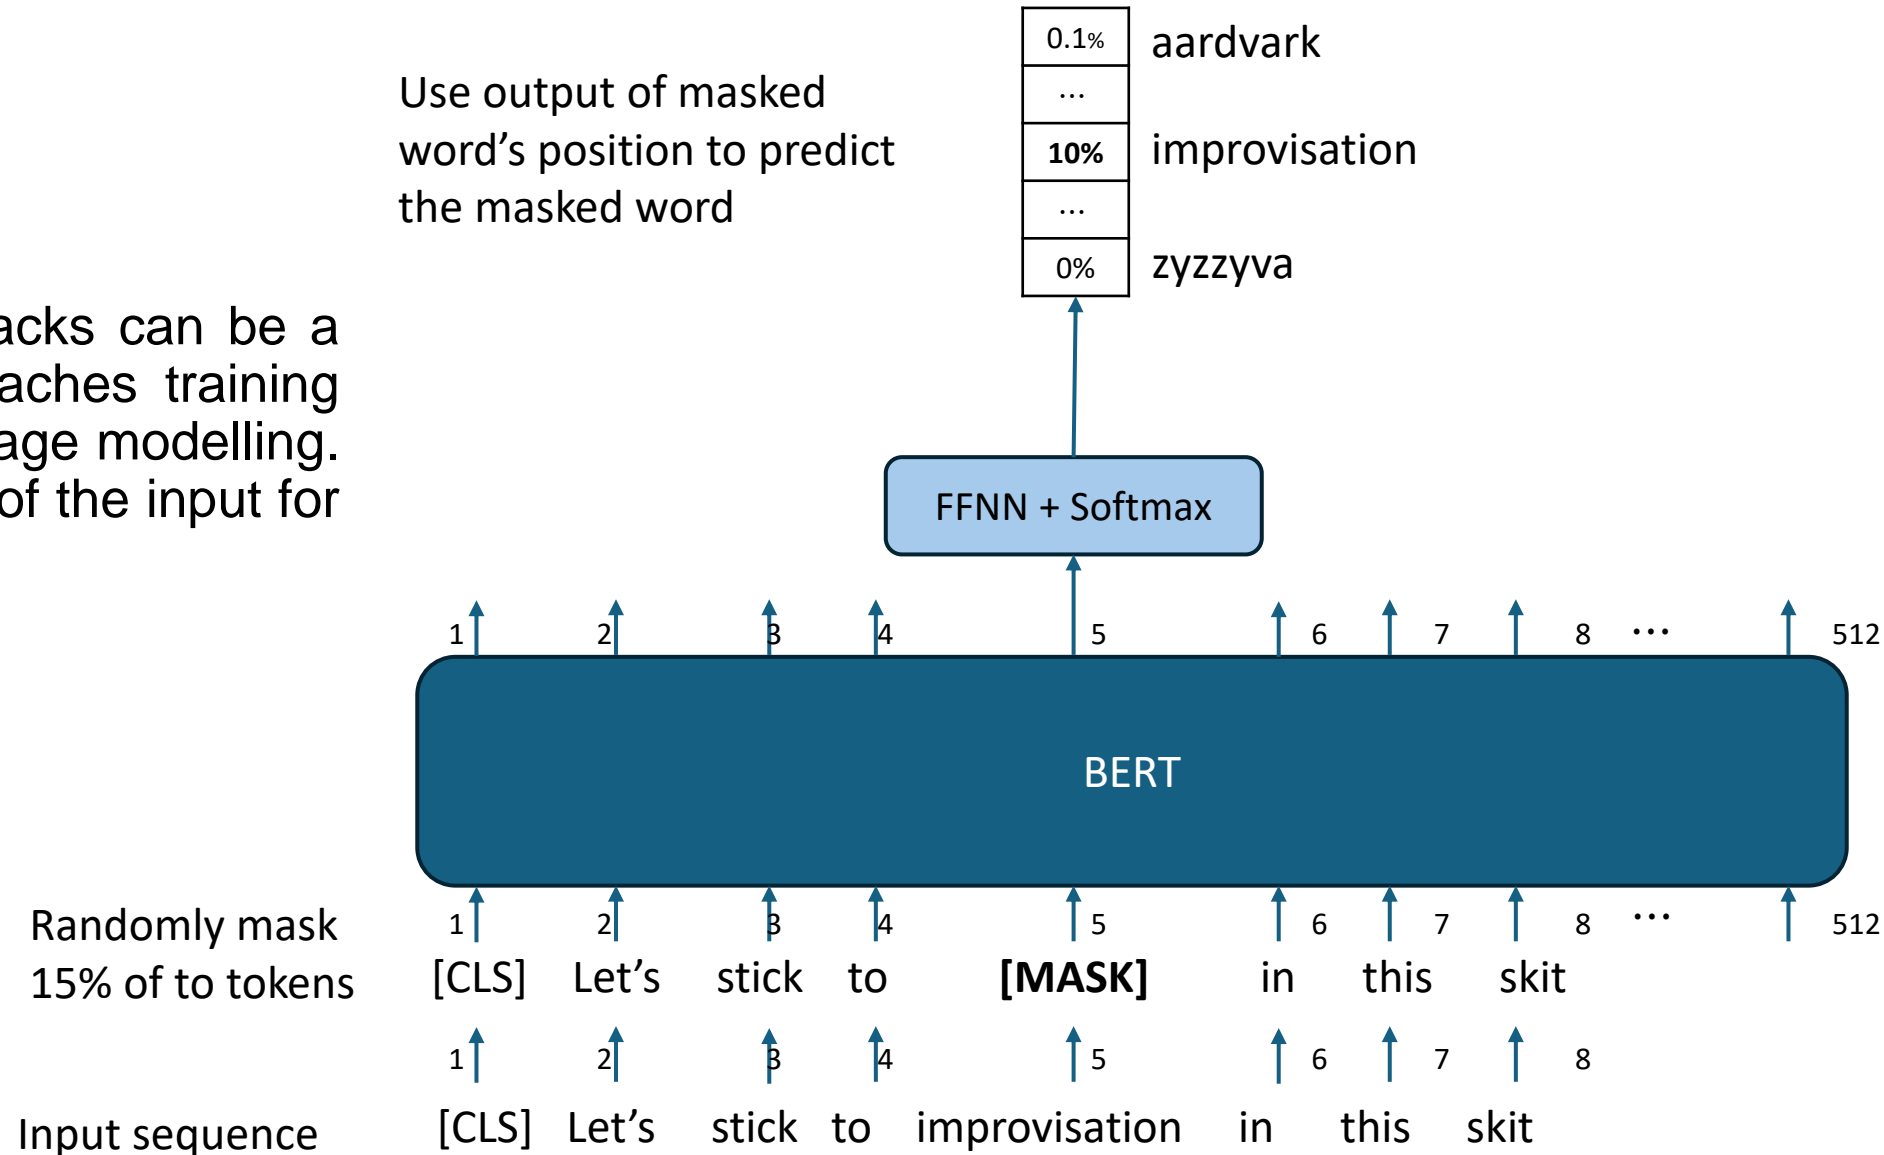 0.1% aardvark
...
10% improvisation
...
0% zyzzyva
Use output of masked
word's position to predict
the masked word
can be a
training
modelling.
of the input for
FFNN + Softmax
1 2 3 4 5 6 7 8 ... 512
BERT
1 2 3 4 5 6 7 8 ... 512
Randomly mask
15% of to tokens
[CLS] Let's stick to [MASK] in this skit
1 2 3 4 5 6 7 8
Input sequence
[CLS] Let's stick to improvisation in this skit